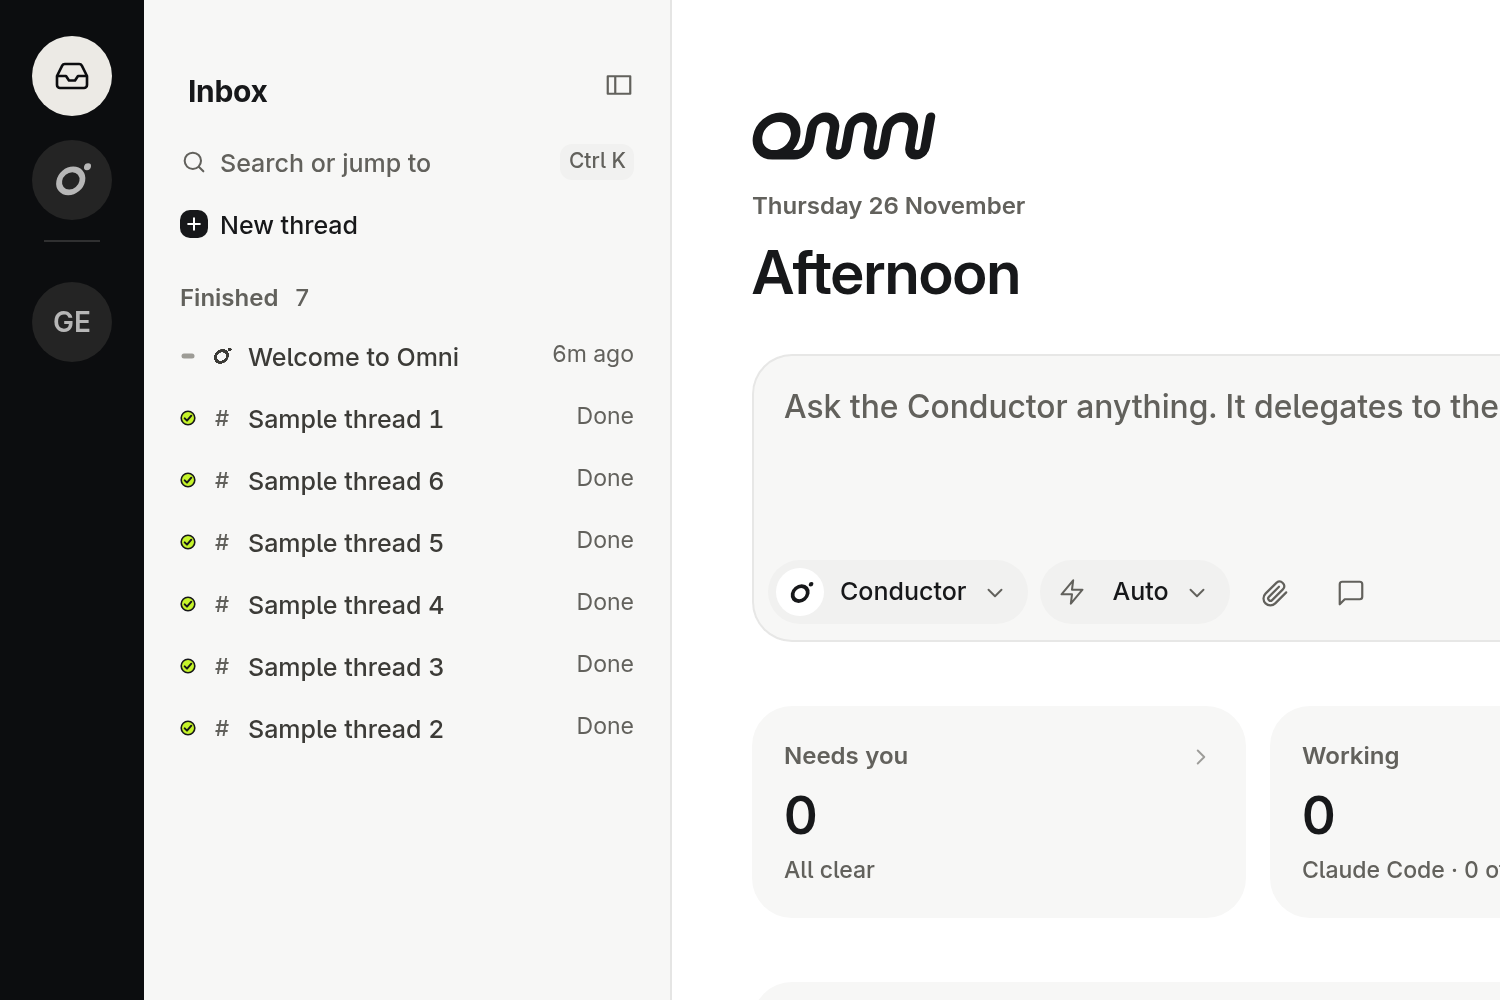 Inbox
Search or jump to Ctrl K
New thread
GE
Finished 7
Welcome to Omni 6m ago
# Sample thread 1 Done
# Sample thread 6 Done
# Sample thread 5 Done
# Sample thread 4 Done
# Sample thread 3 Done
# Sample thread 2 Done
omni
Thursday 26 November
Afternoon
Ask the Conductor anything. It delegates to the
Conductor Auto
Needs you
0
All clear
Working
0
Claude Code · 0 o